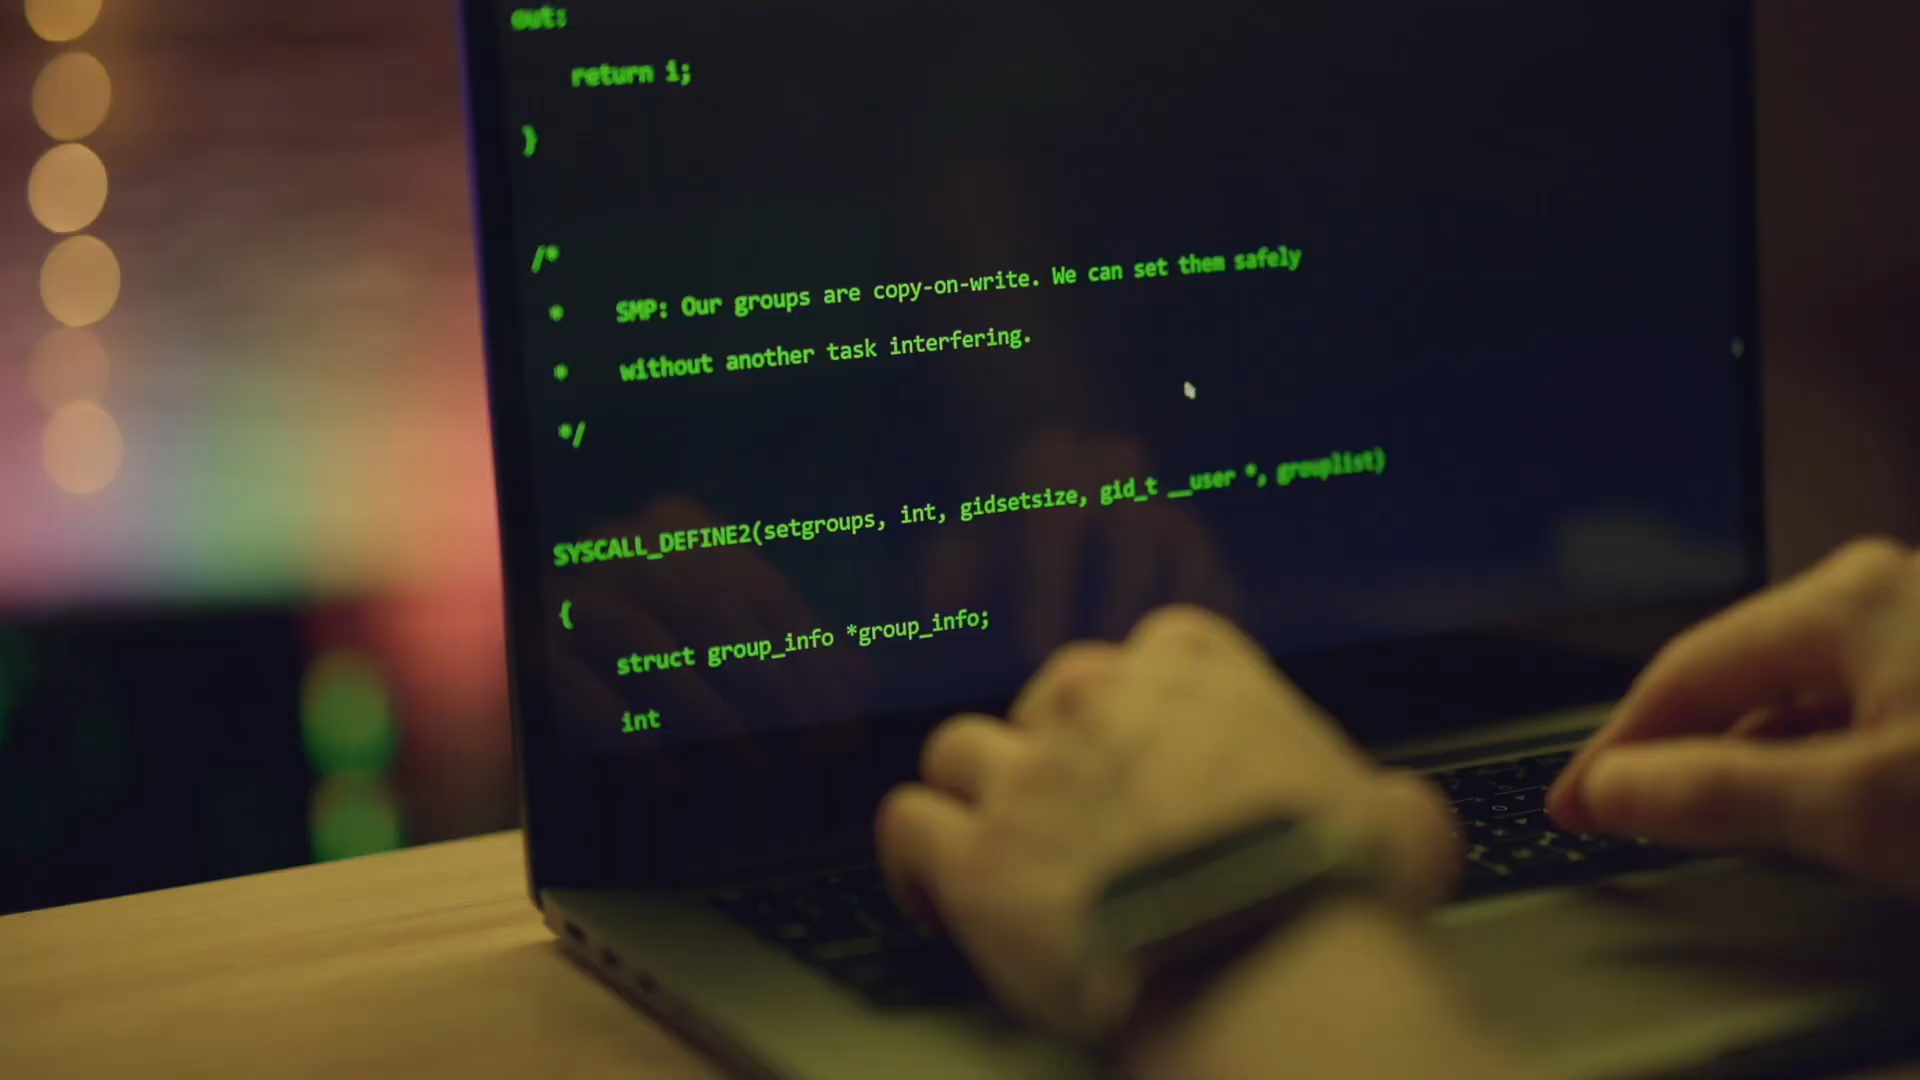 out:
return i;
}
/*
* SMP: Our groups are copy-on-write. We can set them safely
* without another task interfering.
*/
SYSCALL_DEFINE2(setgroups, int, gidsetsize, gid_t __user *, grouplist)
{
struct group_info *group_info;
int